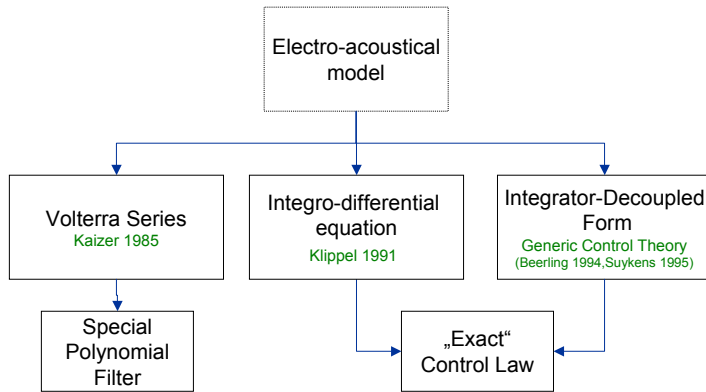 Electro-acoustical
model
Volterra Series
Kaizer 1985
Integro-differential
equation
Klippel 1991
Integrator-Decoupled
Form
Generic Control Theory
(Beerling 1994,Suykens 1995)
Special
Polynomial
Filter
„Exact“
Control Law